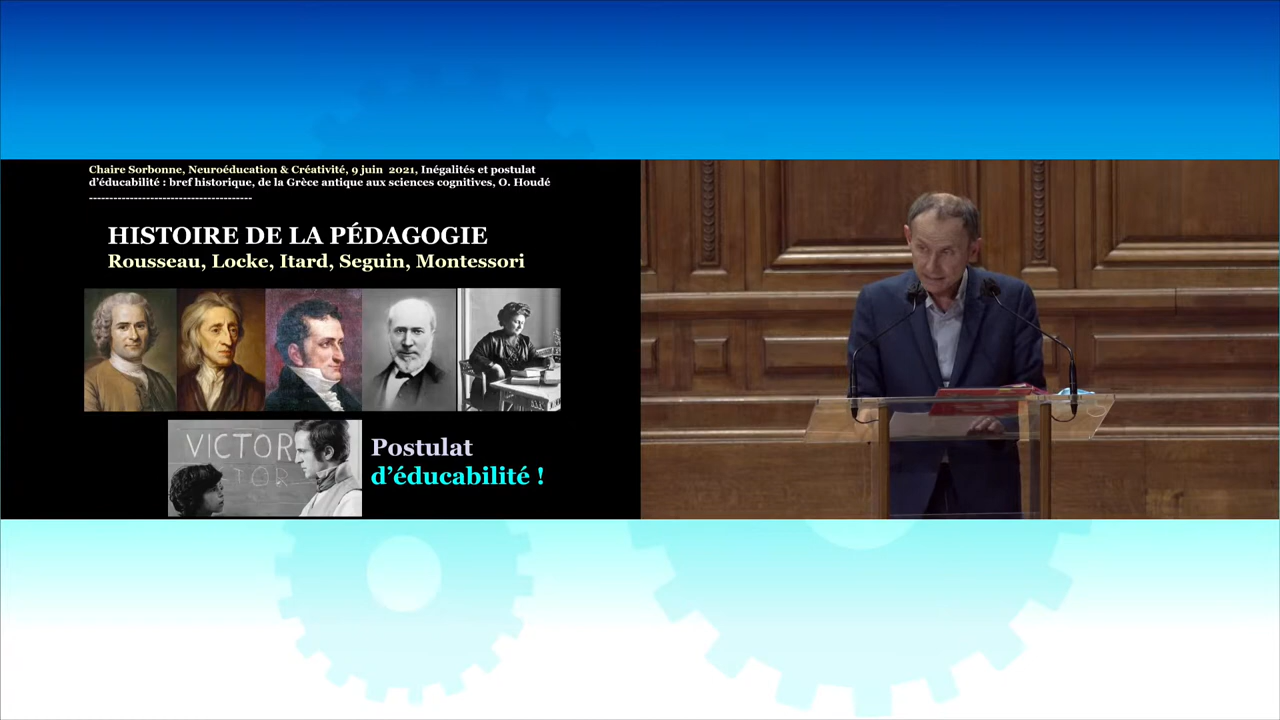 Chaire Sorbonne, Neuroéducation & Créativité, 9 juin 2021, Inégalités et postulat
d'éducabilité : bref historique, de la Grèce antique aux sciences cognitives, O. Houdé
----------------------------------------
HISTOIRE DE LA PÉDAGOGIE
Rousseau, Locke, Itard, Seguin, Montessori
VICTOR
TOR
Postulat
d'éducabilité !